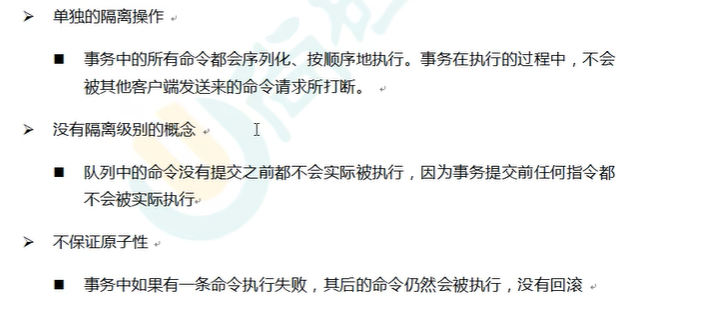 单独的隔离操作
事务中的所有命令都会序列化、按顺序地执行。事务在执行的过程中，不会
被其他客户端发送来的命令请求所打断。
没有隔离级别的概念
队列中的命令没有提交之前都不会实际被执行，因为事务提交前任何指令都
不会被实际执行
不保证原子性
事务中如果有一条命令执行失败，其后的命令仍然会被执行，没有回滚